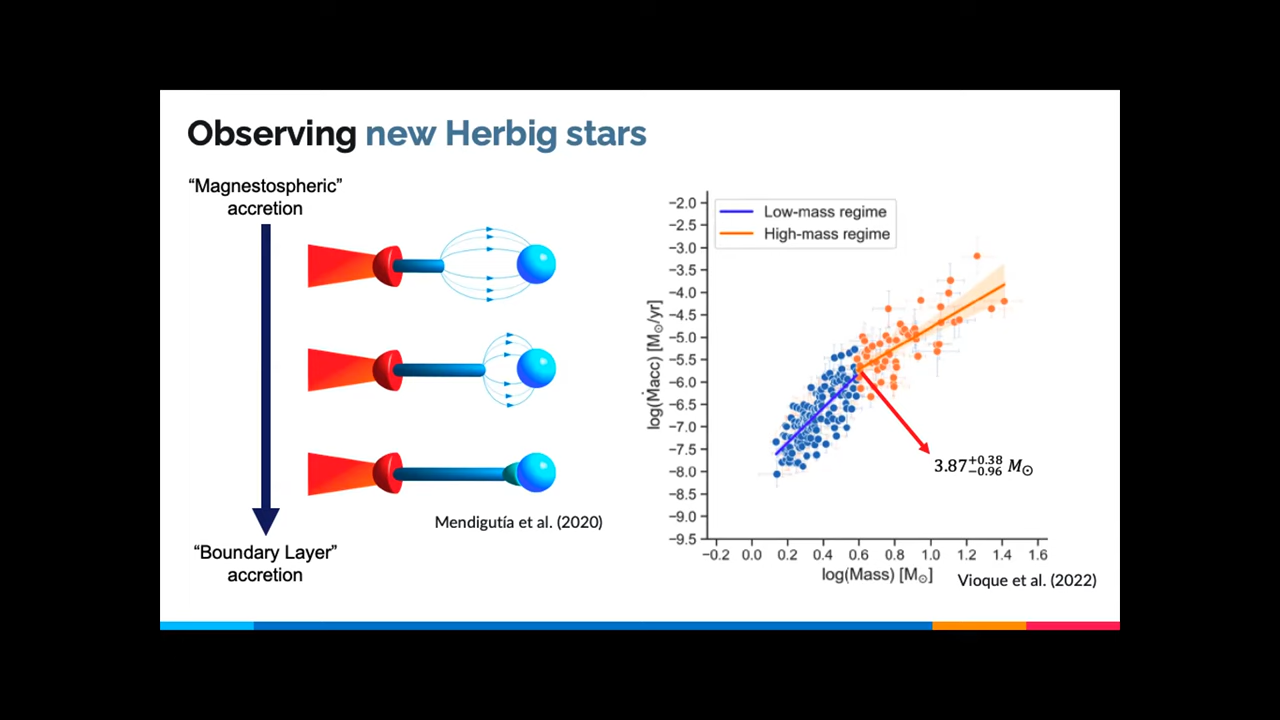 Observing new Herbig stars
“Magnestospheric”
accretion
Mendigutía et al. (2020)
“Boundary Layer”
accretion
Low-mass regime
High-mass regime
log(Ṁacc) [M⊙/yr]
−2.0
−2.5
−3.0
−3.5
−4.0
−4.5
−5.0
−5.5
−6.0
−6.5
−7.0
−7.5
−8.0
−8.5
−9.0
−9.5
3.87+0.38−0.96 M⊙
−0.2 0.0 0.2 0.4 0.6 0.8 1.0 1.2 1.4 1.6
log(Mass) [M⊙]
Vioque et al. (2022)